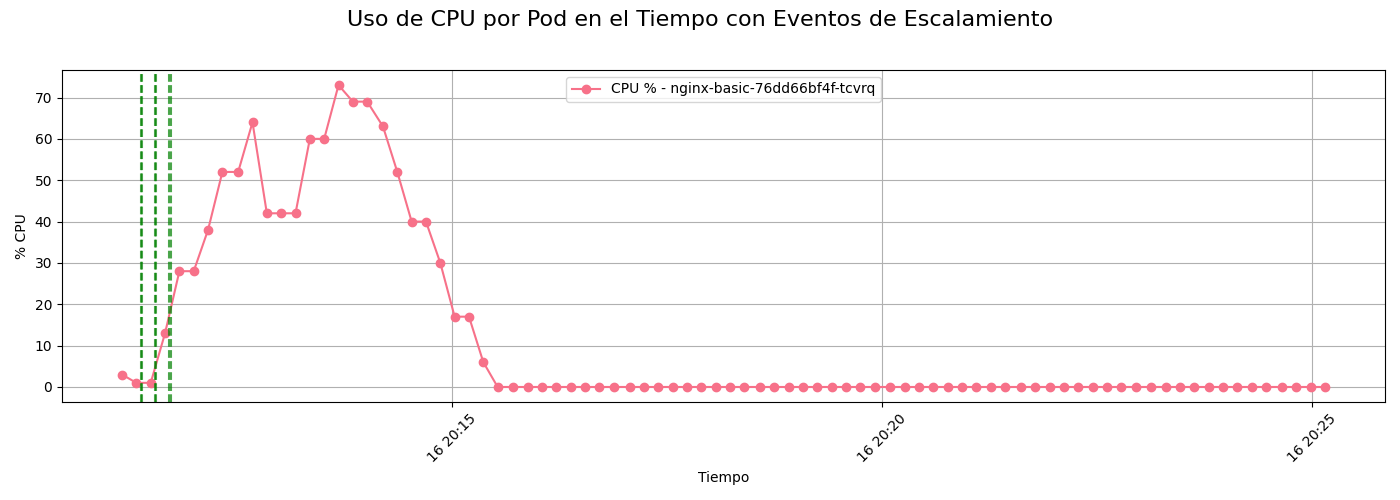 Uso de CPU por Pod en el Tiempo con Eventos de Escalamiento
CPU % - nginx-basic-76dd66bf4f-tcvrq
% CPU
70
60
50
40
30
20
10
0
16 20:15
16 20:20
16 20:25
Tiempo